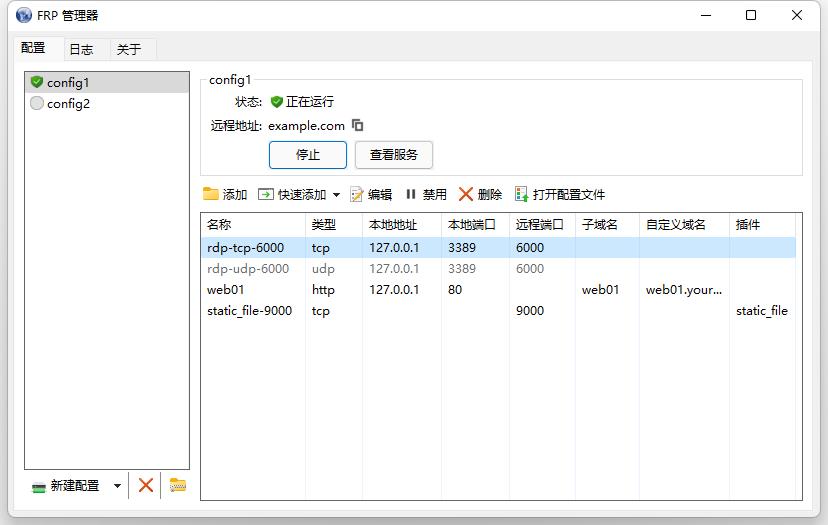 FRP 管理器
配置 日志 关于
config1
config2
config1
状态: 正在运行
远程地址: example.com
停止 查看服务
添加 快速添加 编辑 禁用 删除 打开配置文件
名称 类型 本地地址 本地端口 远程端口 子域名 自定义域名 插件
rdp-tcp-6000 tcp 127.0.0.1 3389 6000
rdp-udp-6000 udp 127.0.0.1 3389 6000
web01 http 127.0.0.1 80 web01 web01.your...
static_file-9000 tcp 9000 static_file
新建配置